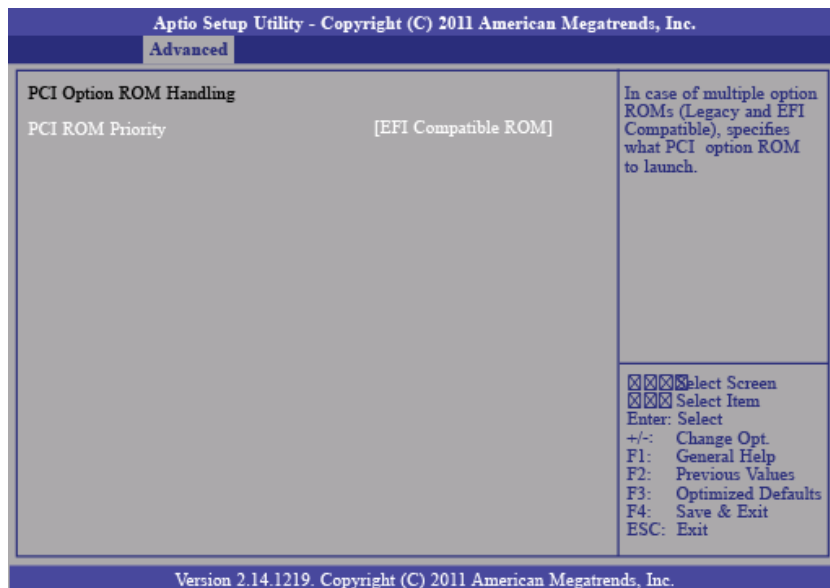 Aptio Setup Utility - Copyright (C) 2011 American Megatrends, Inc.
Advanced
PCI Option ROM Handling
PCI ROM Priority [EFI Compatible ROM]
In case of multiple option
ROMs (Legacy and EFI
Compatible), specifies
what PCI option ROM
to launch.
Select Screen
Select Item
Enter: Select
+/-: Change Opt.
F1: General Help
F2: Previous Values
F3: Optimized Defaults
F4: Save & Exit
ESC: Exit
Version 2.14.1219. Copyright (C) 2011 American Megatrends, Inc.